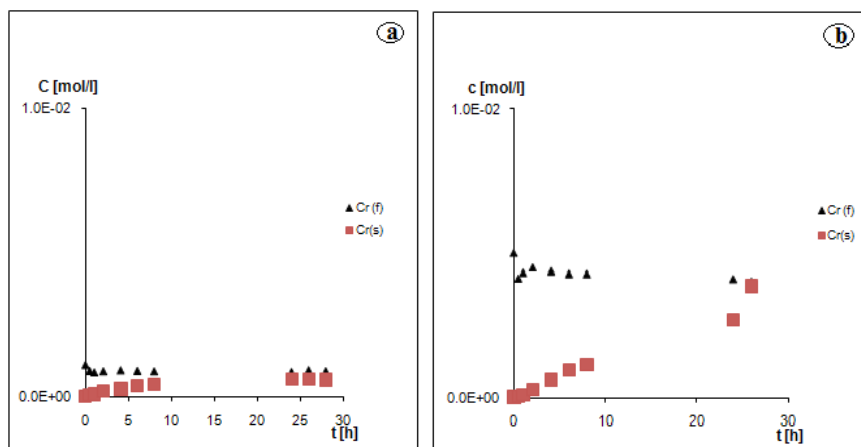 a
C [mol/l]
1.0E-02
0.0E+00
0 5 10 15 20 25 30
t [h]
Cr (f)
Cr(s)
b
c [mol/l]
1.0E-02
0.0E+00
0 10 20 30
t [h]
Cr (f)
Cr(s)